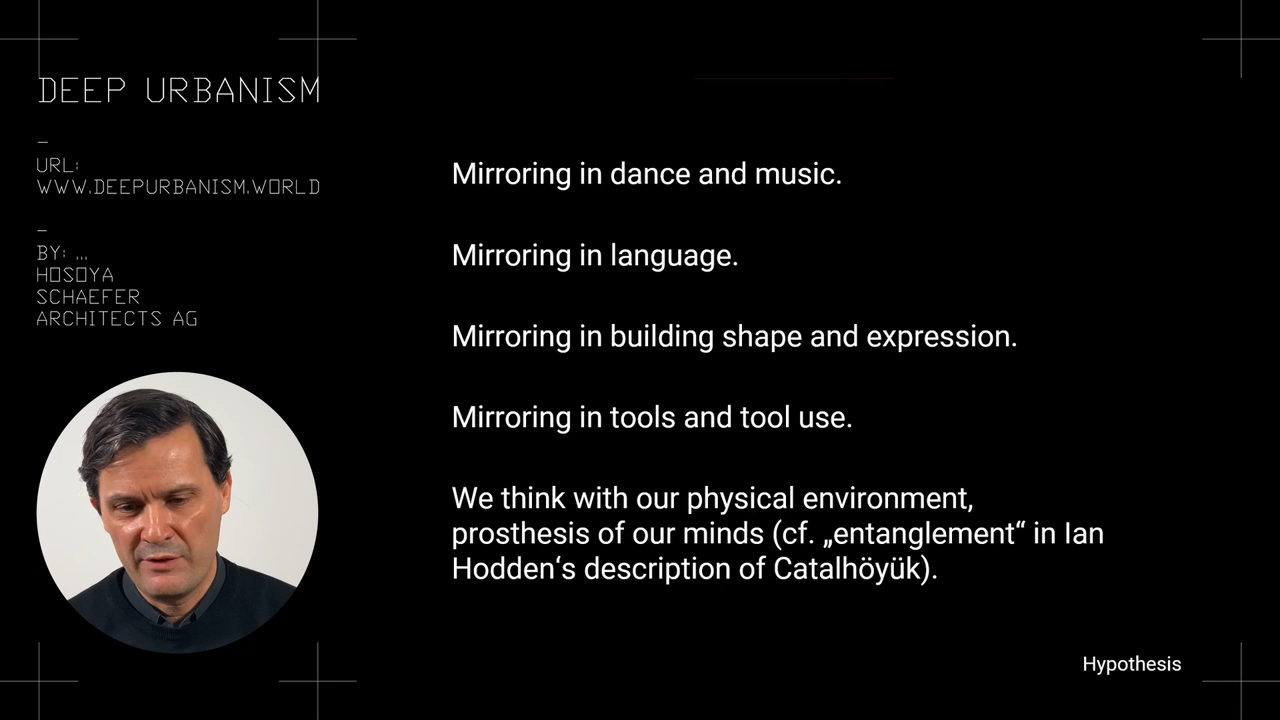 DEEP URBANISM
–
URL:
WWW.DEEPURBANISM.WORLD
–
BY: ...
HOSOYA
SCHAEFER
ARCHITECTS AG
Mirroring in dance and music.
Mirroring in language.
Mirroring in building shape and expression.
Mirroring in tools and tool use.
We think with our physical environment,
prosthesis of our minds (cf. „entanglement“ in Ian
Hodden‘s description of Catalhöyük).
Hypothesis